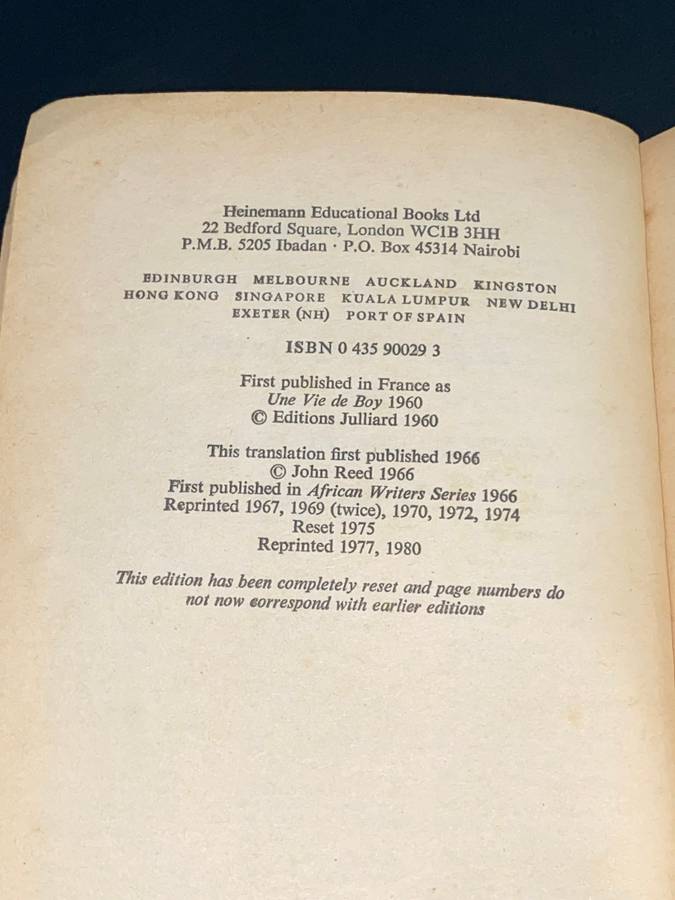 Heinemann Educational Books Ltd
22 Bedford Square, London WC1B 3HH
P.M.B. 5205 Ibadan · P.O. Box 45314 Nairobi
EDINBURGH MELBOURNE AUCKLAND KINGSTON
HONG KONG SINGAPORE KUALA LUMPUR NEW DELHI
EXETER (NH) PORT OF SPAIN
ISBN 0 435 90029 3
First published in France as
Une Vie de Boy 1960
© Editions Julliard 1960
This translation first published 1966
© John Reed 1966
First published in African Writers Series 1966
Reprinted 1967, 1969 (twice), 1970, 1972, 1974
Reset 1975
Reprinted 1977, 1980
This edition has been completely reset and page numbers do
not now correspond with earlier editions